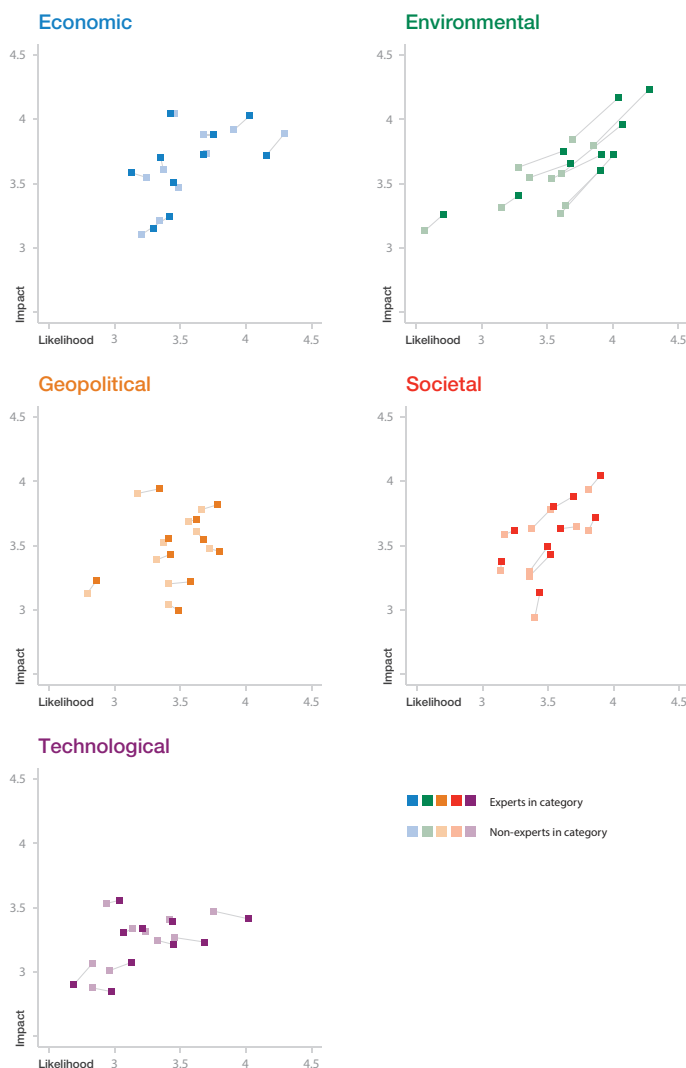 Economic
4.5
4
3.5
3
Impact
Likelihood 3 3.5 4 4.5
Environmental
4.5
4
3.5
3
Impact
Likelihood 3 3.5 4 4.5
Geopolitical
4.5
4
3.5
3
Impact
Likelihood 3 3.5 4 4.5
Societal
4.5
4
3.5
3
Impact
Likelihood 3 3.5 4 4.5
Technological
4.5
4
3.5
3
Impact
Likelihood 3 3.5 4 4.5
Experts in category
Non-experts in category